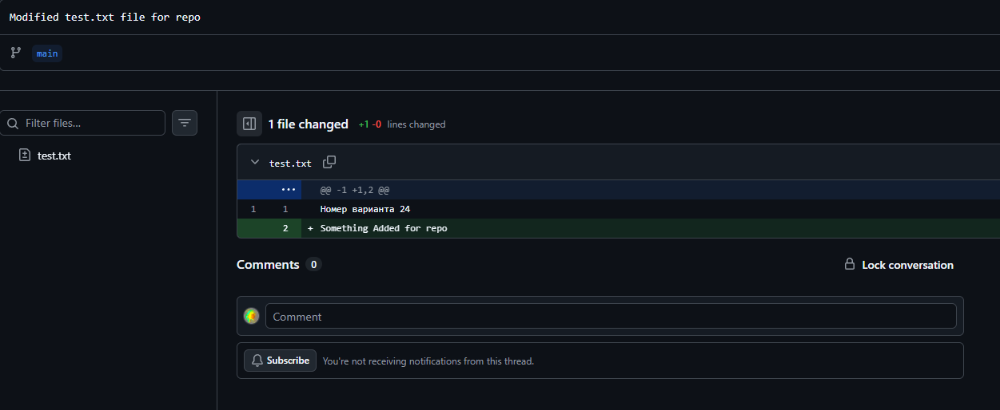 Modified test.txt file for repo
main
Filter files...
test.txt
1 file changed +1 -0 lines changed
test.txt
... @@ -1 +1,2 @@
1 1 Номер варианта 24
2 + Something Added for repo
Comments 0
Lock conversation
Comment
Subscribe You're not receiving notifications from this thread.